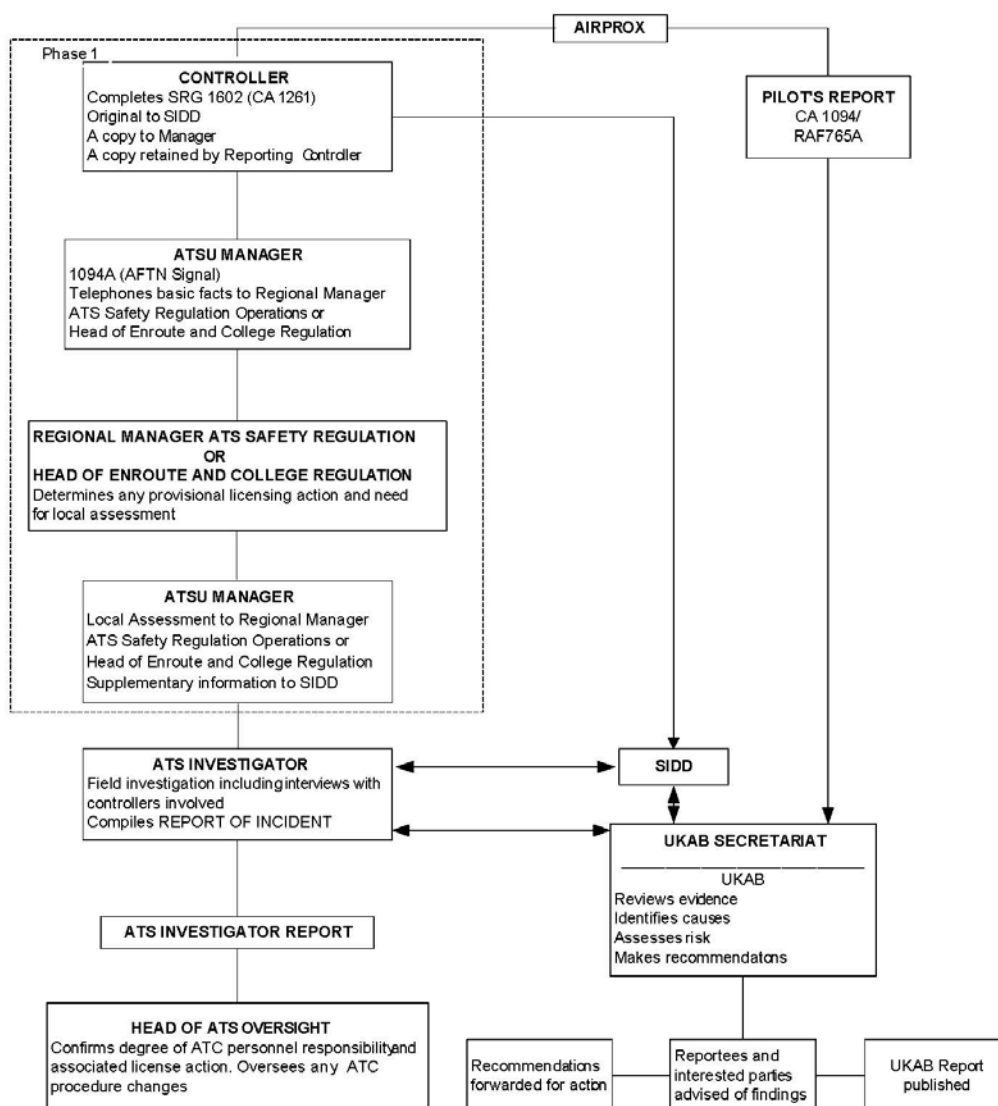 AIRPROX
Phase 1
CONTROLLER
Completes SRG 1602 (CA 1261)
Original to SIDD
A copy to Manager
A copy retained by Reporting Controller
PILOT'S REPORT
CA 1094/
RAF765A
ATSU MANAGER
1094A (AFTN Signal)
Telephones basic facts to Regional Manager
ATS Safety Regulation Operations or
Head of Enroute and College Regulation
REGIONAL MANAGER ATS SAFETY REGULATION
OR
HEAD OF ENROUTE AND COLLEGE REGULATION
Determines any provisional licensing action and need
for local assessment
ATSU MANAGER
Local Assessment to Regional Manager
ATS Safety Regulation Operations or
Head of Enroute and College Regulation
Supplementary information to SIDD
ATS INVESTIGATOR
Field investigation including interviews with
controllers involved
Compiles REPORT OF INCIDENT
SIDD
UKAB SECRETARIAT
UKAB
Reviews evidence
Identifies causes
Assesses risk
Makes recommendatons
ATS INVESTIGATOR REPORT
HEAD OF ATS OVERSIGHT
Confirms degree of ATC personnel responsibility and
associated license action. Oversees any ATC
procedure changes
Recommendations
forwarded for action
Reportees and
interested parties
advised of findings
UKAB Report
published